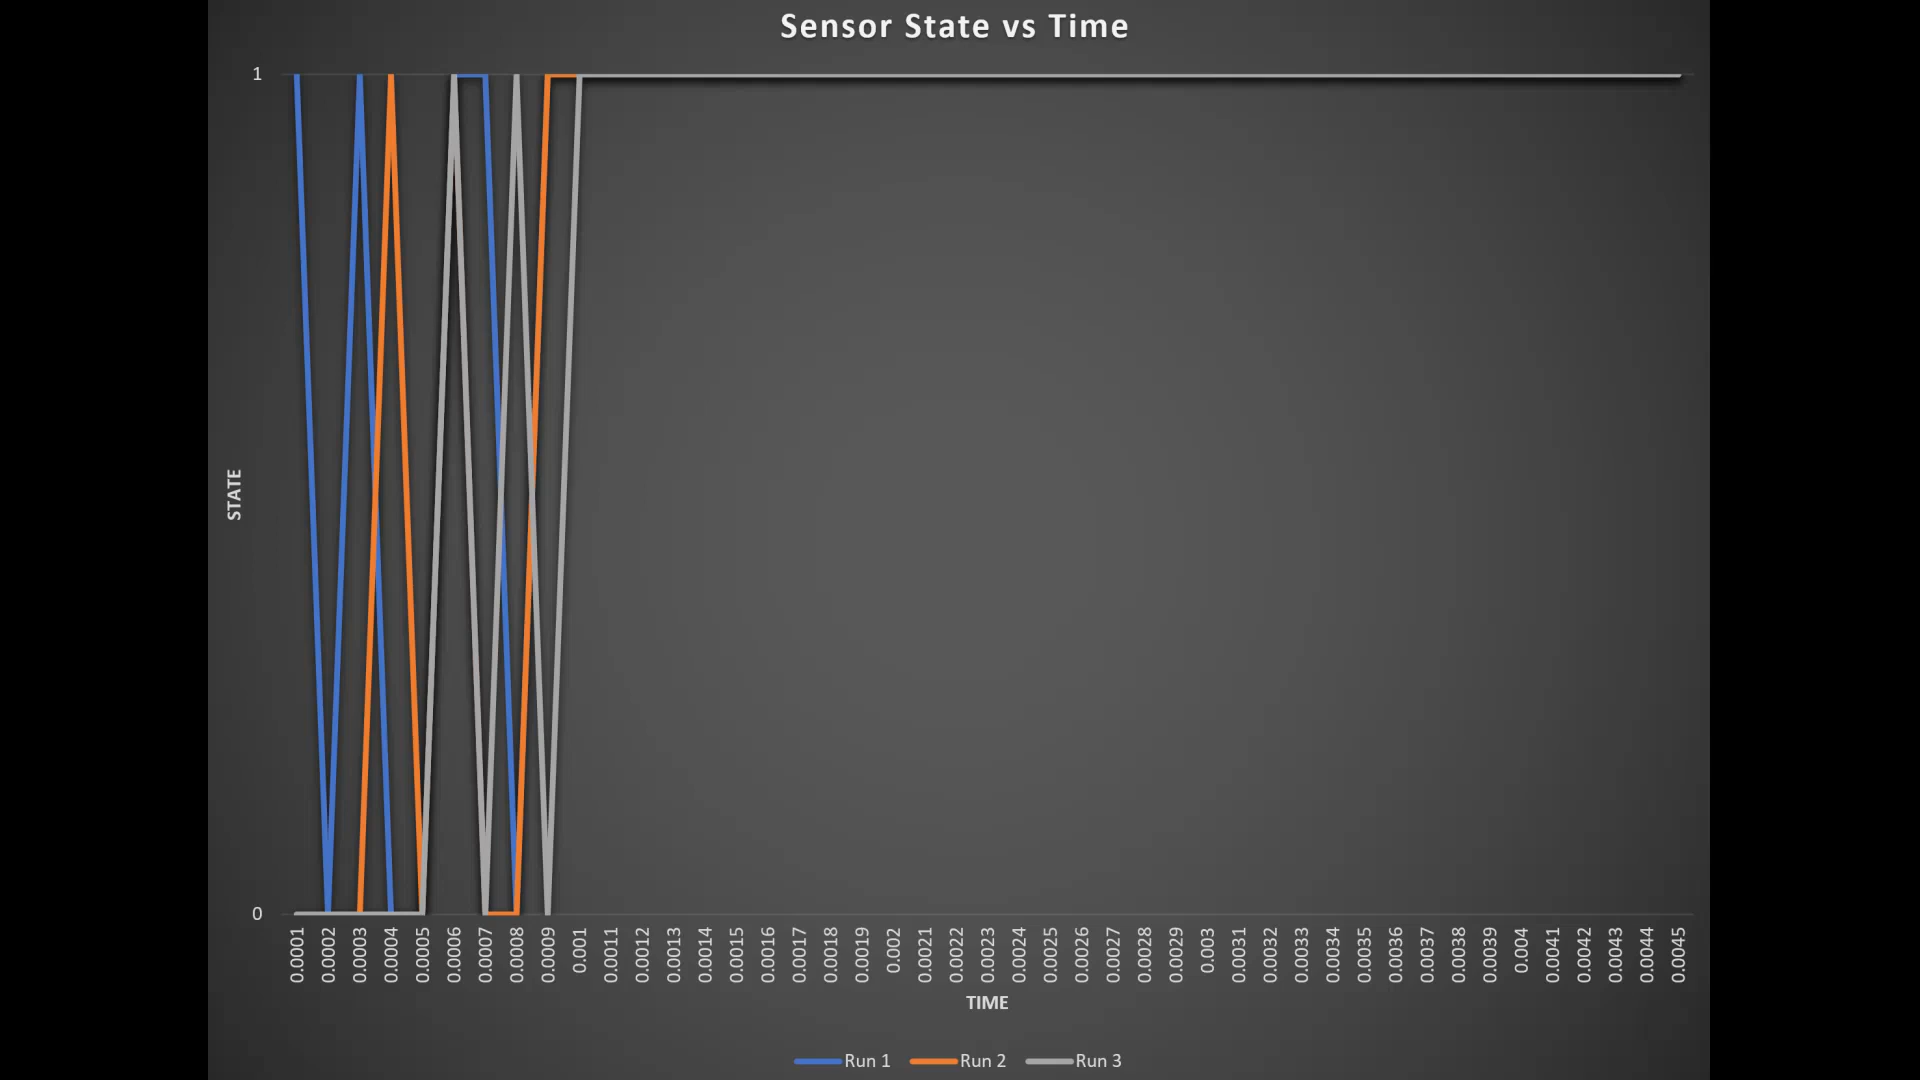 Sensor State vs Time
1
STATE
0
0.0001 0.0002 0.0003 0.0004 0.0005 0.0006 0.0007 0.0008 0.0009 0.001 0.0011 0.0012 0.0013 0.0014 0.0015 0.0016 0.0017 0.0018 0.0019 0.002 0.0021 0.0022 0.0023 0.0024 0.0025 0.0026 0.0027 0.0028 0.0029 0.003 0.0031 0.0032 0.0033 0.0034 0.0035 0.0036 0.0037 0.0038 0.0039 0.004 0.0041 0.0042 0.0043 0.0044 0.0045
TIME
Run 1 Run 2 Run 3